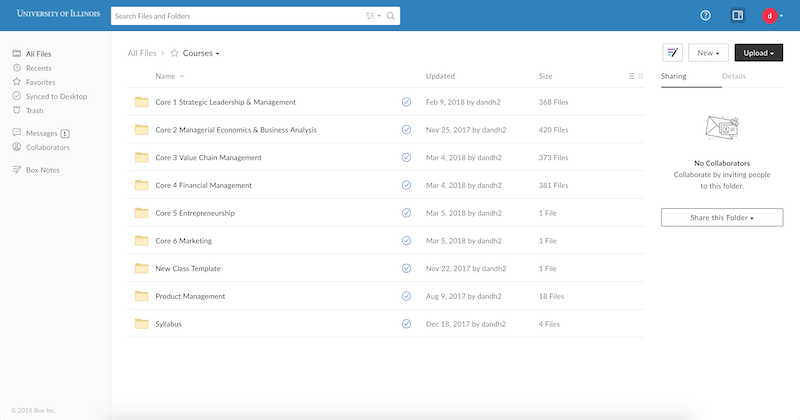 UNIVERSITY OF ILLINOIS
Search Files and Folders
d
All Files
Recents
Favorites
Synced to Desktop
Trash
Messages 1
Collaborators
Box Notes
© 2018 Box Inc.
All Files > Courses
New
Upload
Name Updated Size
Core 1 Strategic Leadership & Management Feb 9, 2018 by dandh2 368 Files
Core 2 Managerial Economics & Business Analysis Nov 25, 2017 by dandh2 420 Files
Core 3 Value Chain Management Mar 4, 2018 by dandh2 373 Files
Core 4 Financial Management Mar 4, 2018 by dandh2 381 Files
Core 5 Entrepreneurship Mar 5, 2018 by dandh2 1 File
Core 6 Marketing Mar 5, 2018 by dandh2 1 File
New Class Template Nov 22, 2017 by dandh2 1 File
Product Management Aug 9, 2017 by dandh2 18 Files
Syllabus Dec 18, 2017 by dandh2 4 Files
Sharing Details
No Collaborators
Collaborate by inviting people
to this folder.
Share this Folder